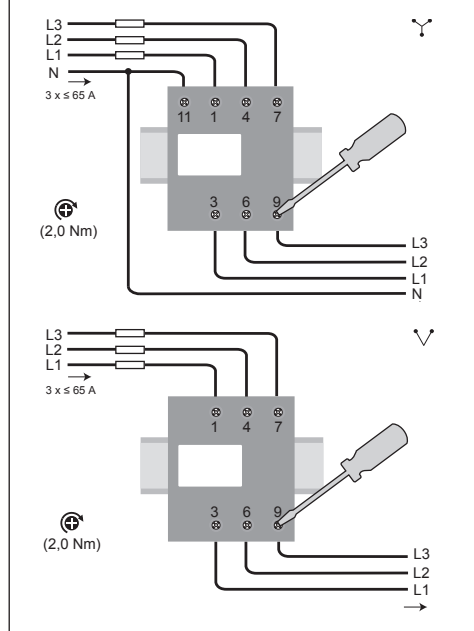 L3
L2
L1
N
3 x ≤ 65 A
11 1 4 7
3 6 9
(2,0 Nm)
L3
L2
L1
N
L3
L2
L1
3 x ≤ 65 A
1 4 7
3 6 9
(2,0 Nm)
L3
L2
L1